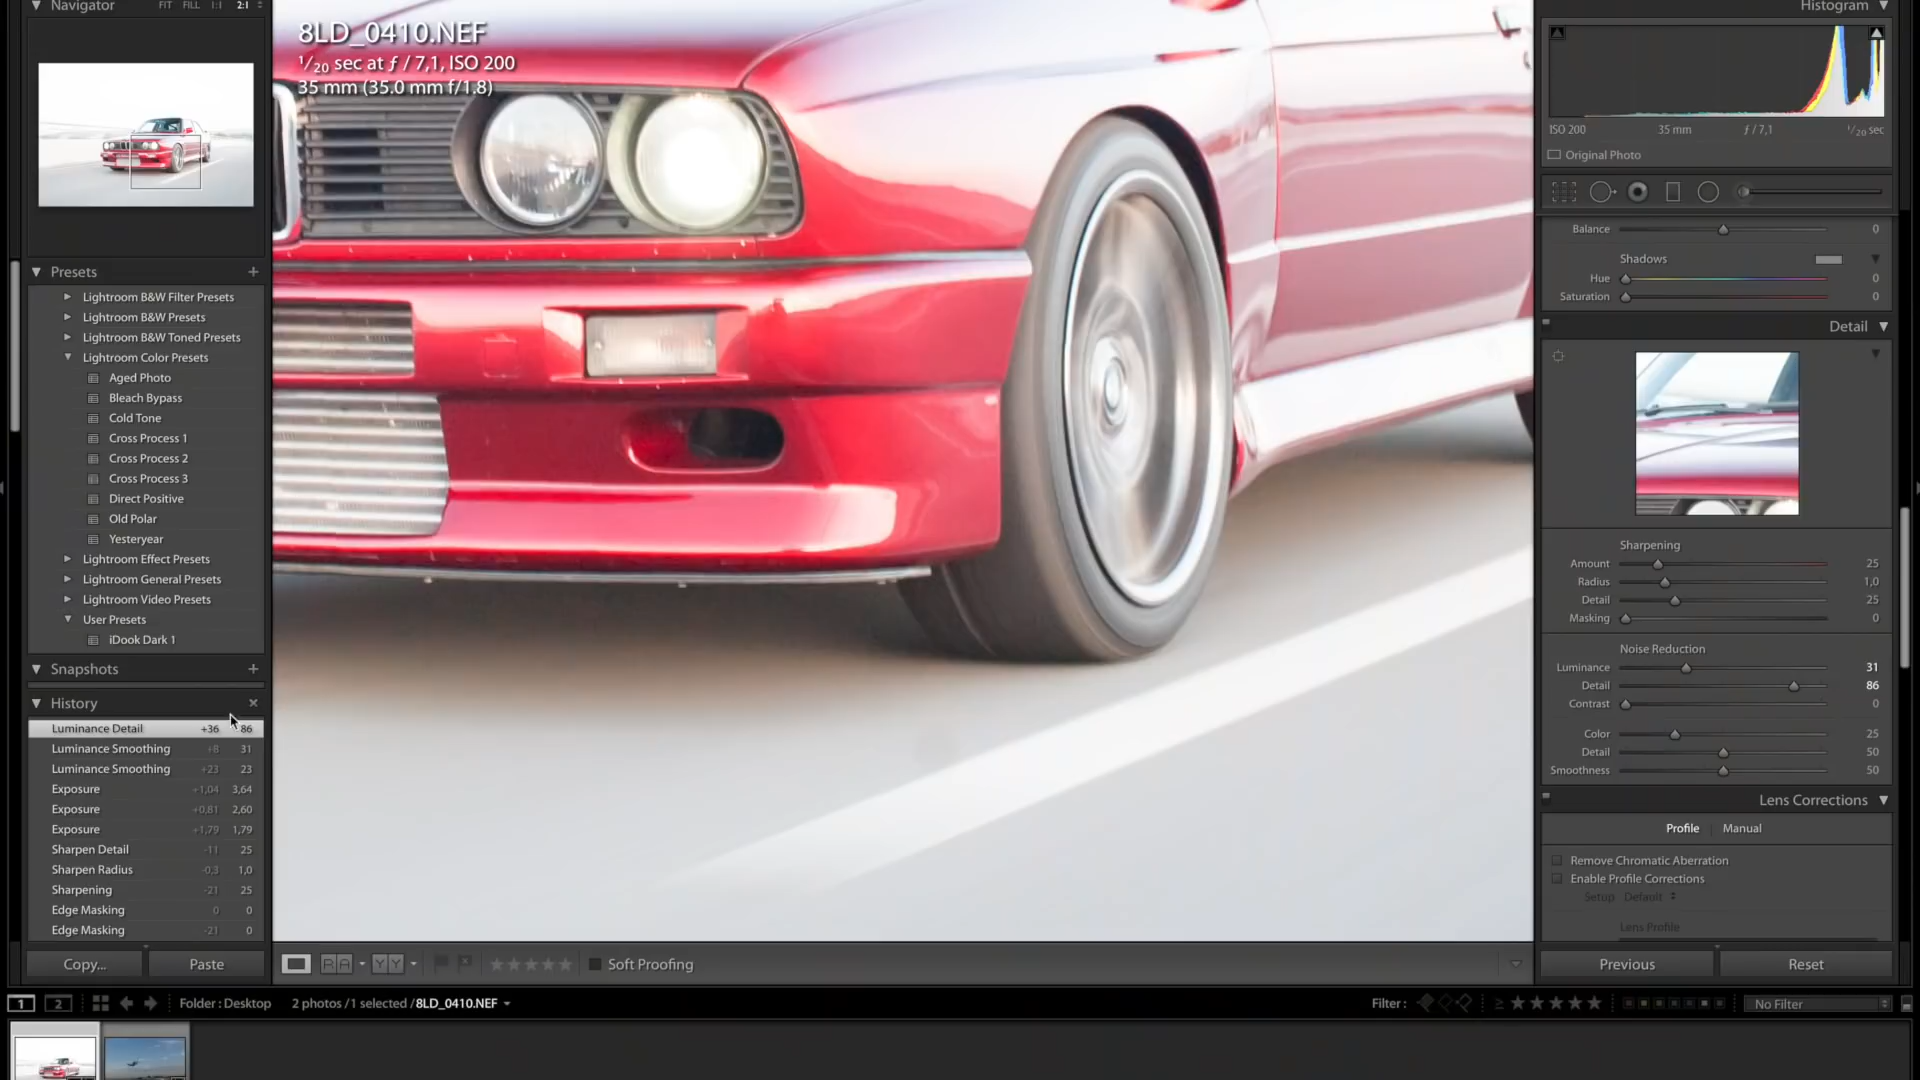 Navigator FIT FILL 1:1 2:1
Presets
Lightroom B&W Filter Presets
Lightroom B&W Presets
Lightroom B&W Toned Presets
Lightroom Color Presets
Aged Photo
Bleach Bypass
Cold Tone
Cross Process 1
Cross Process 2
Cross Process 3
Direct Positive
Old Polar
Yesteryear
Lightroom Effect Presets
Lightroom General Presets
Lightroom Video Presets
User Presets
iDook Dark 1
Snapshots
History
Luminance Detail +36 86
Luminance Smoothing +8 31
Luminance Smoothing +23 23
Exposure +1,04 3,64
Exposure +0,81 2,60
Exposure +1,79 1,79
Sharpen Detail -11 25
Sharpen Radius -0,3 1,0
Sharpening -21 25
Edge Masking 0 0
Edge Masking -21 0
Copy... Paste
8LD_0410.NEF
1/20 sec at ƒ / 7,1, ISO 200
35 mm (35.0 mm f/1.8)
R A Y Y Soft Proofing
Histogram
ISO 200 35 mm ƒ / 7,1 1/20 sec
Original Photo
Balance 0
Shadows
Hue 0
Saturation 0
Detail
Sharpening
Amount 25
Radius 1,0
Detail 25
Masking 0
Noise Reduction
Luminance 31
Detail 86
Contrast 0
Color 25
Detail 50
Smoothness 50
Lens Corrections
Profile Manual
Remove Chromatic Aberration
Enable Profile Corrections
Setup Default
Lens Profile
Previous Reset
1 2 Folder : Desktop 2 photos / 1 selected / 8LD_0410.NEF Filter : ≥ No Filter